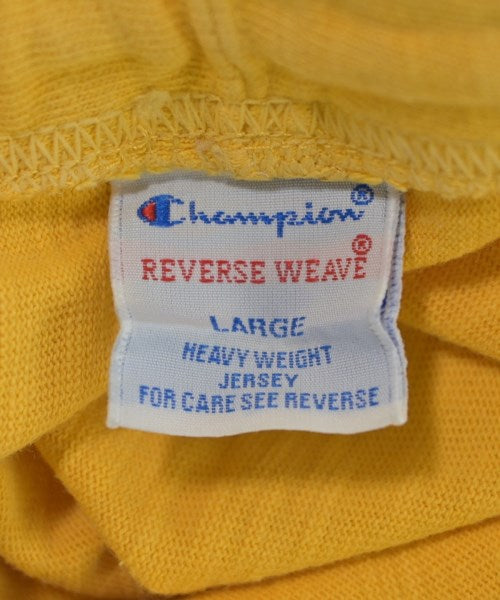 Champion®
REVERSE WEAVE®
LARGE
HEAVY WEIGHT
JERSEY
FOR CARE SEE REVERSE